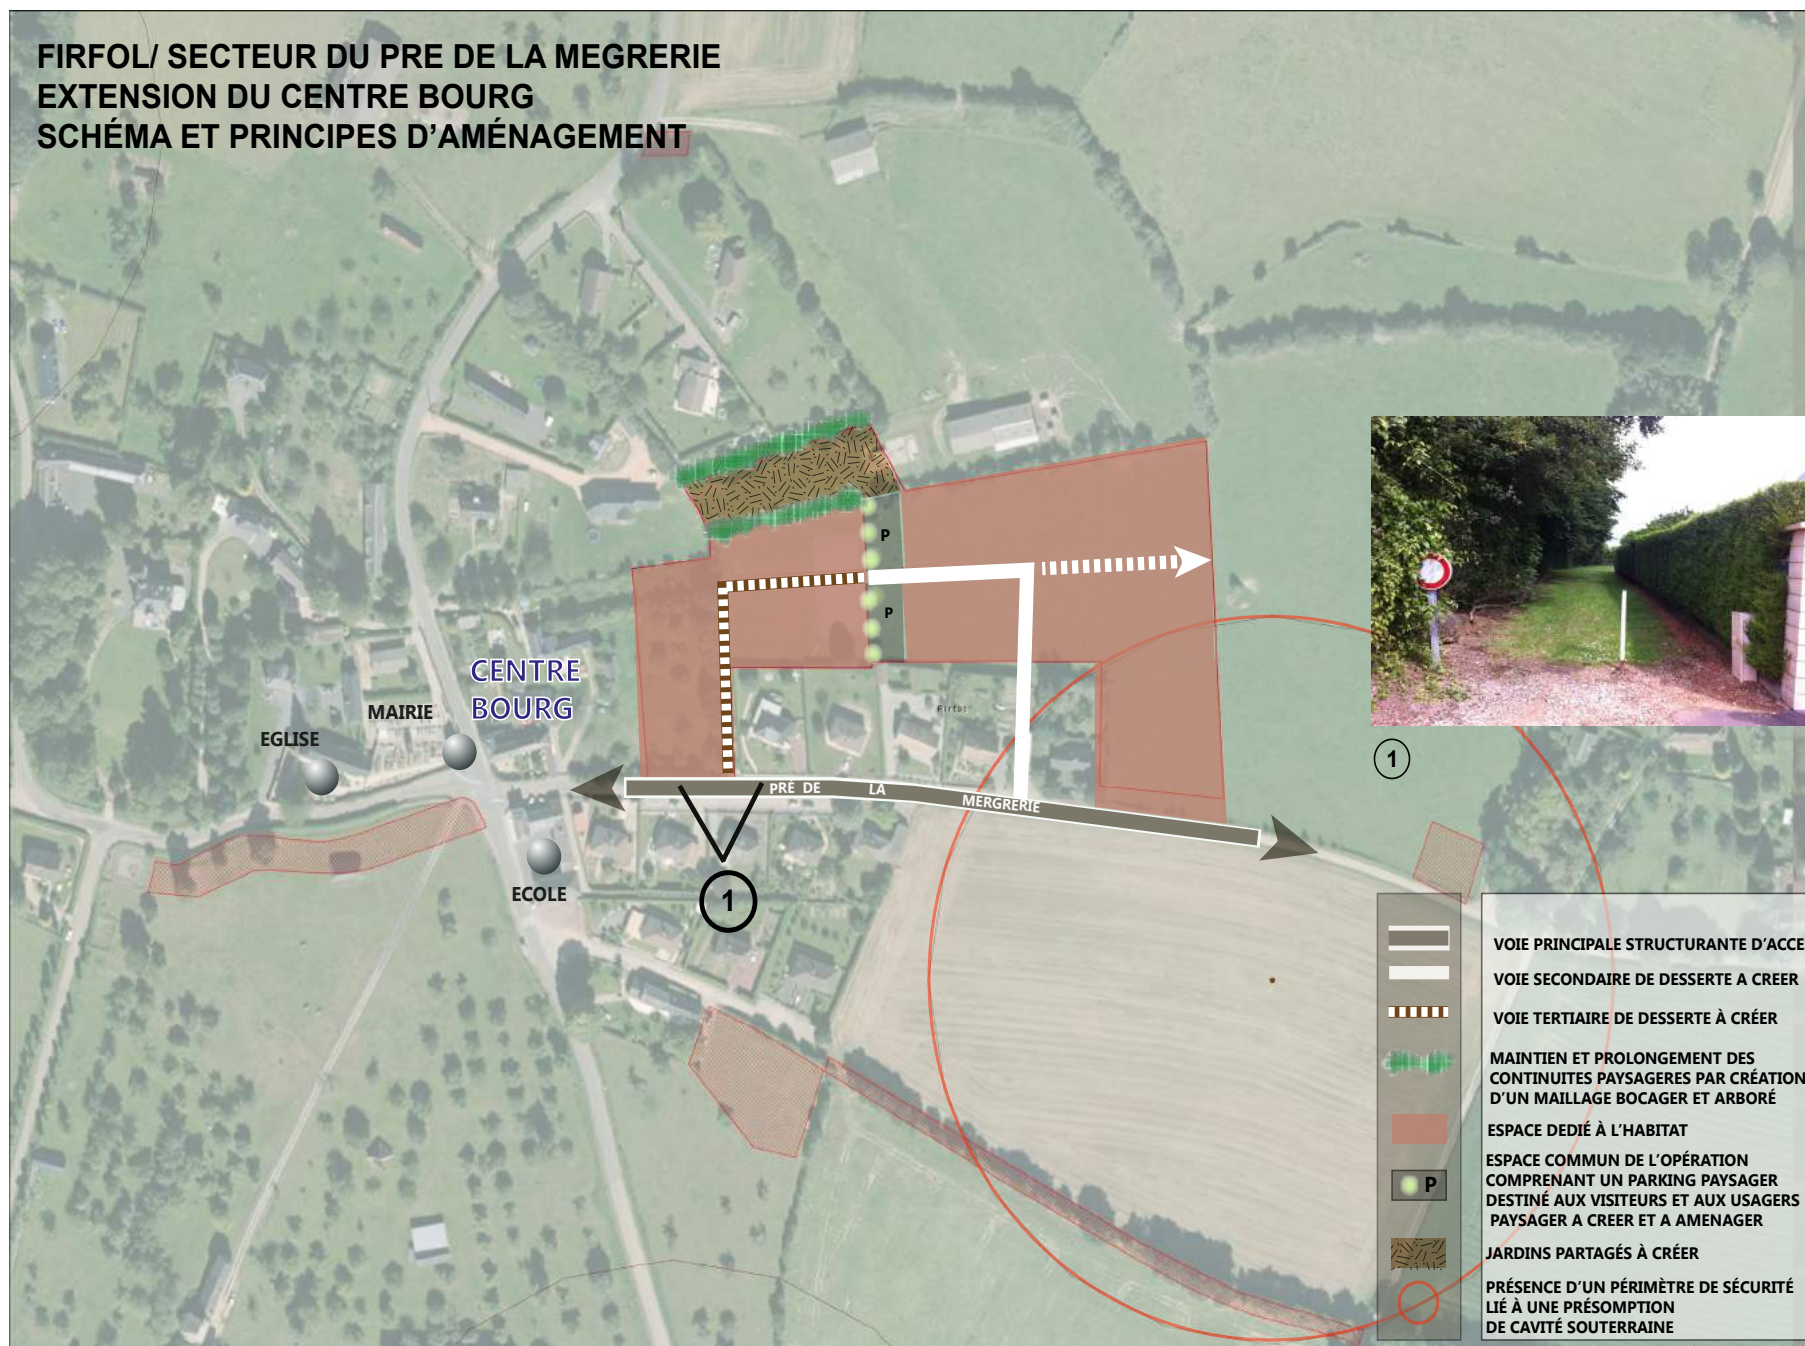 FIRFOL/ SECTEUR DU PRE DE LA MEGRERIE
EXTENSION DU CENTRE BOURG
SCHÉMA ET PRINCIPES D'AMÉNAGEMENT
P
P
CENTRE
BOURG
MAIRIE
EGLISE
Firfol
PRÉ DE LA MERGRERIE
ECOLE
1
1
VOIE PRINCIPALE STRUCTURANTE D'ACCE
VOIE SECONDAIRE DE DESSERTE A CREER
VOIE TERTIAIRE DE DESSERTE À CRÉER
MAINTIEN ET PROLONGEMENT DES
CONTINUITES PAYSAGERES PAR CRÉATION
D'UN MAILLAGE BOCAGER ET ARBORÉ
ESPACE DEDIÉ À L'HABITAT
P
ESPACE COMMUN DE L'OPÉRATION
COMPRENANT UN PARKING PAYSAGER
DESTINÉ AUX VISITEURS ET AUX USAGERS
PAYSAGER A CREER ET A AMENAGER
JARDINS PARTAGÉS À CRÉER
PRÉSENCE D'UN PÉRIMÈTRE DE SÉCURITÉ
LIÉ À UNE PRÉSOMPTION
DE CAVITÉ SOUTERRAINE